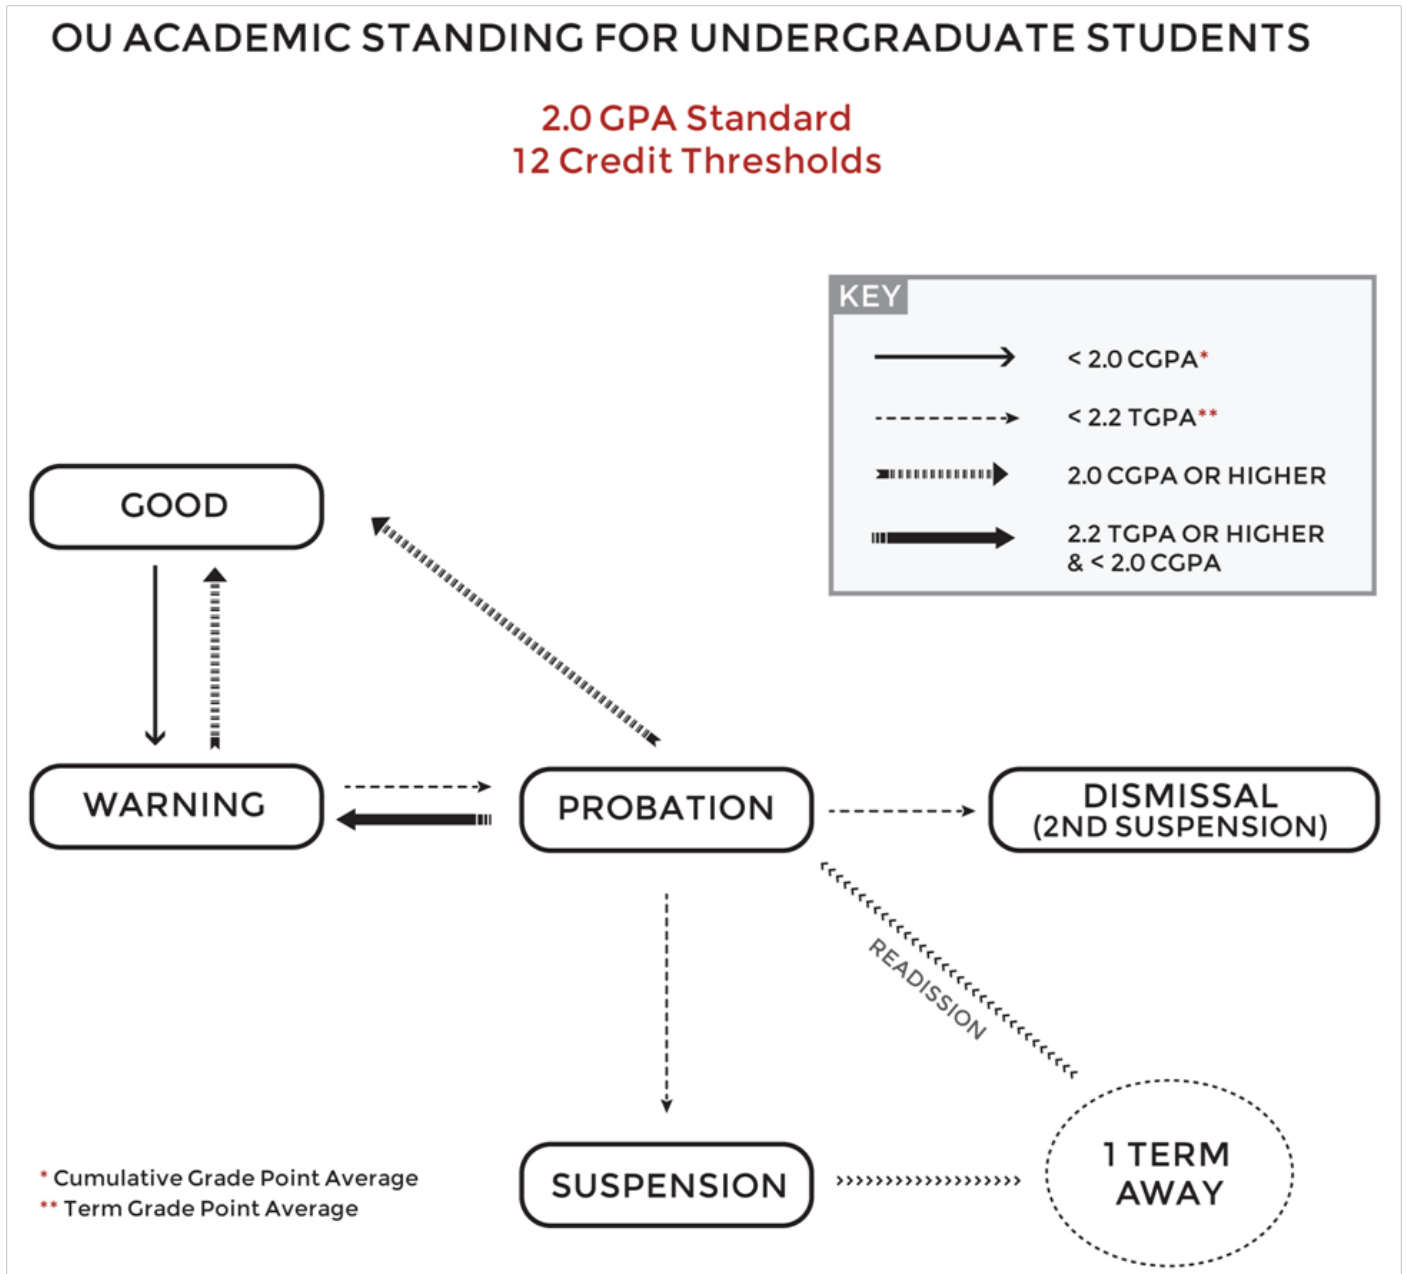 OU ACADEMIC STANDING FOR UNDERGRADUATE STUDENTS
2.0 GPA Standard
12 Credit Thresholds
KEY
< 2.0 CGPA*
< 2.2 TGPA**
2.0 CGPA OR HIGHER
2.2 TGPA OR HIGHER
& < 2.0 CGPA
GOOD
WARNING
PROBATION
DISMISSAL
(2ND SUSPENSION)
READISSION
SUSPENSION
1 TERM
AWAY
* Cumulative Grade Point Average
** Term Grade Point Average